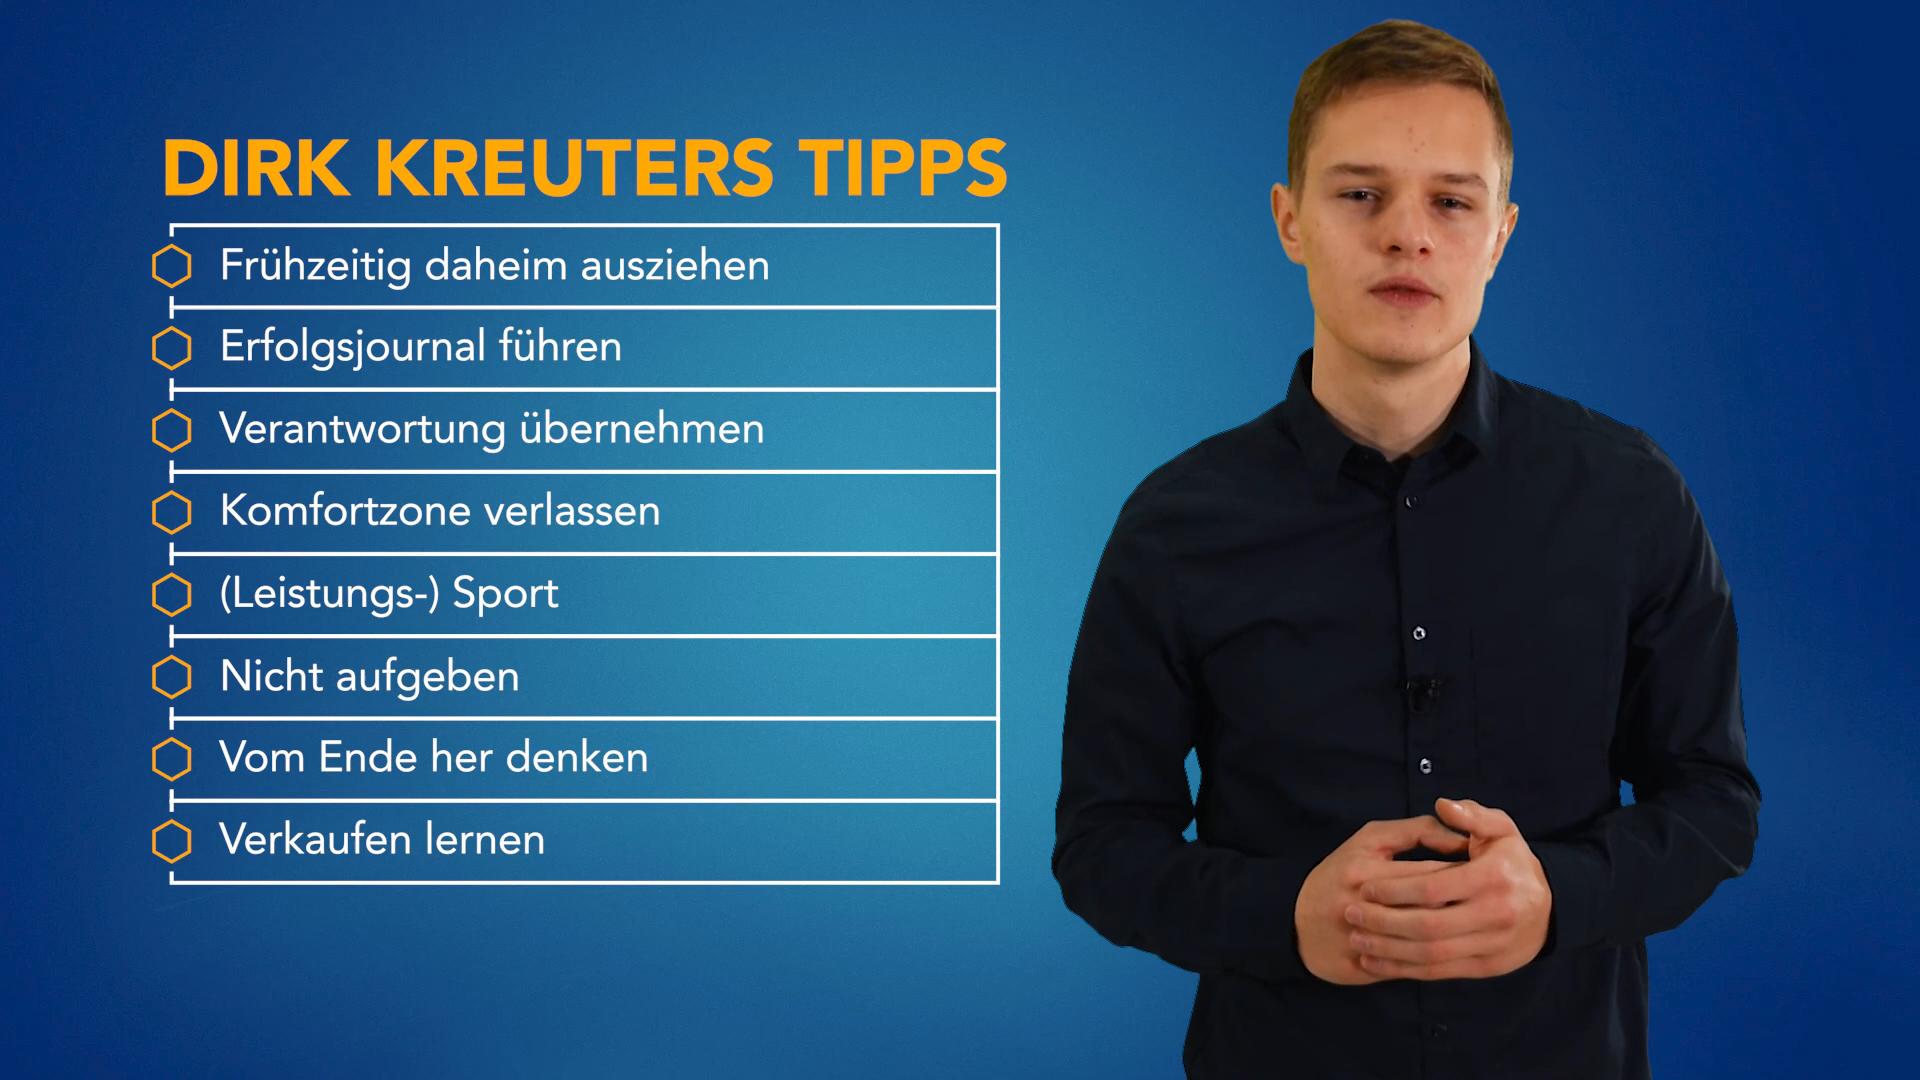 DIRK KREUTERS TIPPS
Frühzeitig daheim ausziehen
Erfolgsjournal führen
Verantwortung übernehmen
Komfortzone verlassen
(Leistungs-) Sport
Nicht aufgeben
Vom Ende her denken
Verkaufen lernen